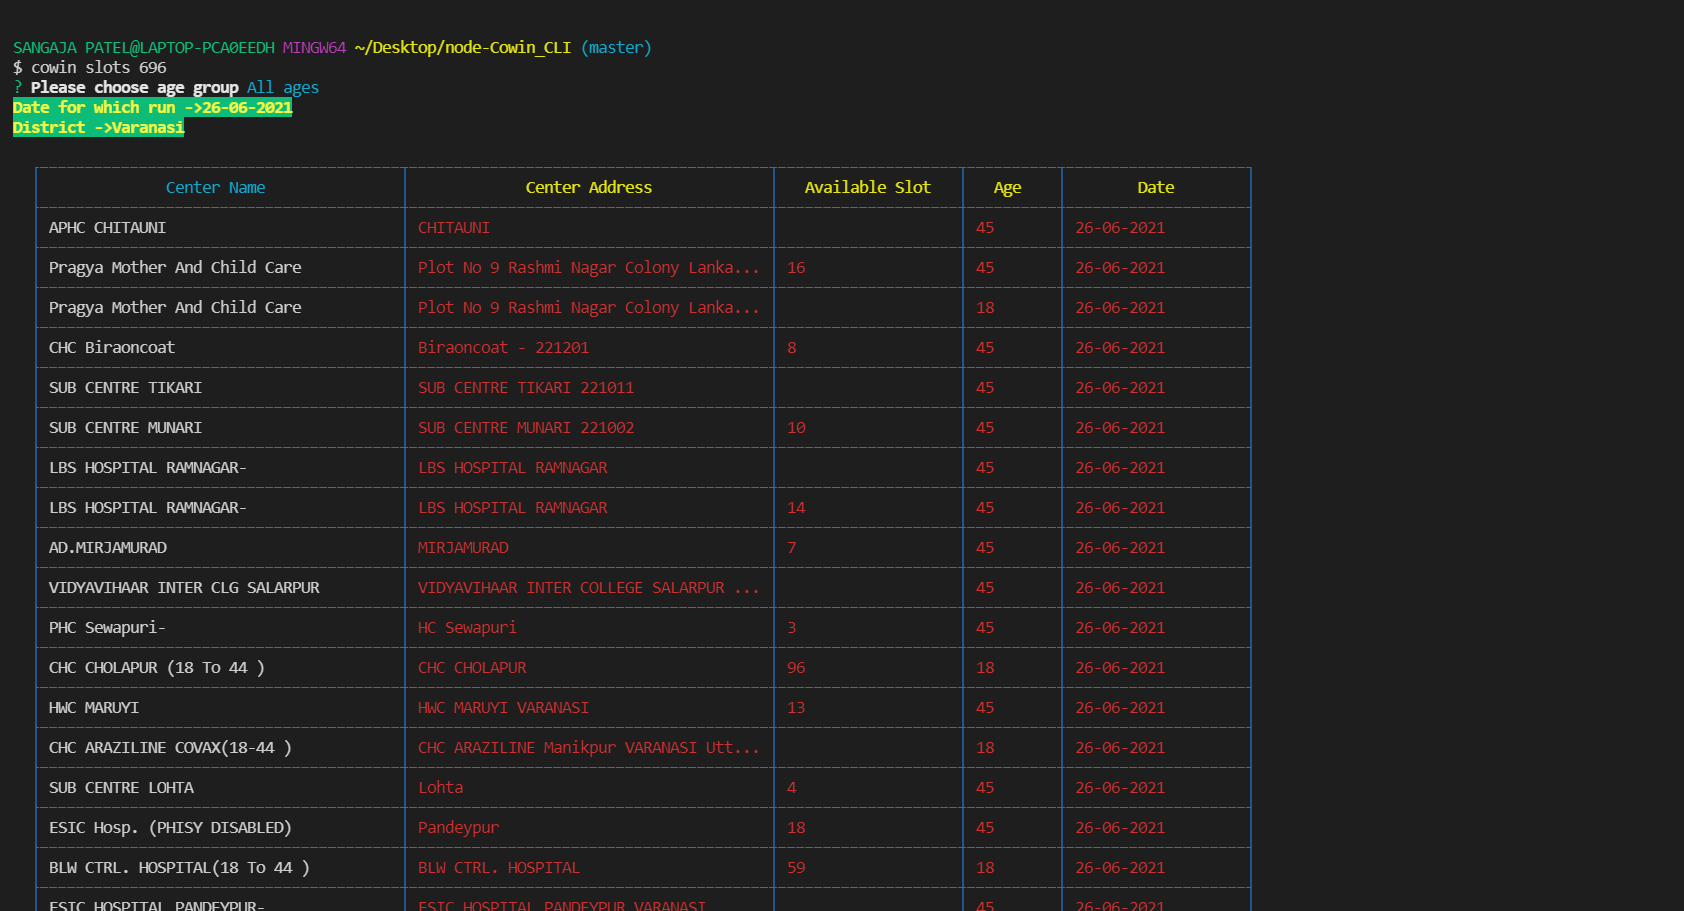 SANGAJA PATEL@LAPTOP-PCA0EEDH MINGW64 ~/Desktop/node-Cowin_CLI (master)
$ cowin slots 696
? Please choose age group All ages
Date for which run ->26-06-2021
District ->Varanasi
Center Name Center Address Available Slot Age Date
APHC CHITAUNI CHITAUNI 45 26-06-2021
Pragya Mother And Child Care Plot No 9 Rashmi Nagar Colony Lanka... 16 45 26-06-2021
Pragya Mother And Child Care Plot No 9 Rashmi Nagar Colony Lanka... 18 26-06-2021
CHC Biraoncoat Biraoncoat - 221201 8 45 26-06-2021
SUB CENTRE TIKARI SUB CENTRE TIKARI 221011 45 26-06-2021
SUB CENTRE MUNARI SUB CENTRE MUNARI 221002 10 45 26-06-2021
LBS HOSPITAL RAMNAGAR- LBS HOSPITAL RAMNAGAR 45 26-06-2021
LBS HOSPITAL RAMNAGAR- LBS HOSPITAL RAMNAGAR 14 45 26-06-2021
AD.MIRJAMURAD MIRJAMURAD 7 45 26-06-2021
VIDYAVIHAAR INTER CLG SALARPUR VIDYAVIHAAR INTER COLLEGE SALARPUR ... 45 26-06-2021
PHC Sewapuri- HC Sewapuri 3 45 26-06-2021
CHC CHOLAPUR (18 To 44 ) CHC CHOLAPUR 96 18 26-06-2021
HWC MARUYI HWC MARUYI VARANASI 13 45 26-06-2021
CHC ARAZILINE COVAX(18-44 ) CHC ARAZILINE Manikpur VARANASI Utt... 18 26-06-2021
SUB CENTRE LOHTA Lohta 4 45 26-06-2021
ESIC Hosp. (PHISY DISABLED) Pandeypur 18 45 26-06-2021
BLW CTRL. HOSPITAL(18 To 44 ) BLW CTRL. HOSPITAL 59 18 26-06-2021
ESIC HOSPITAL PANDEYPUR- ESIC HOSPITAL PANDEYPUR VARANASI 45 26-06-2021